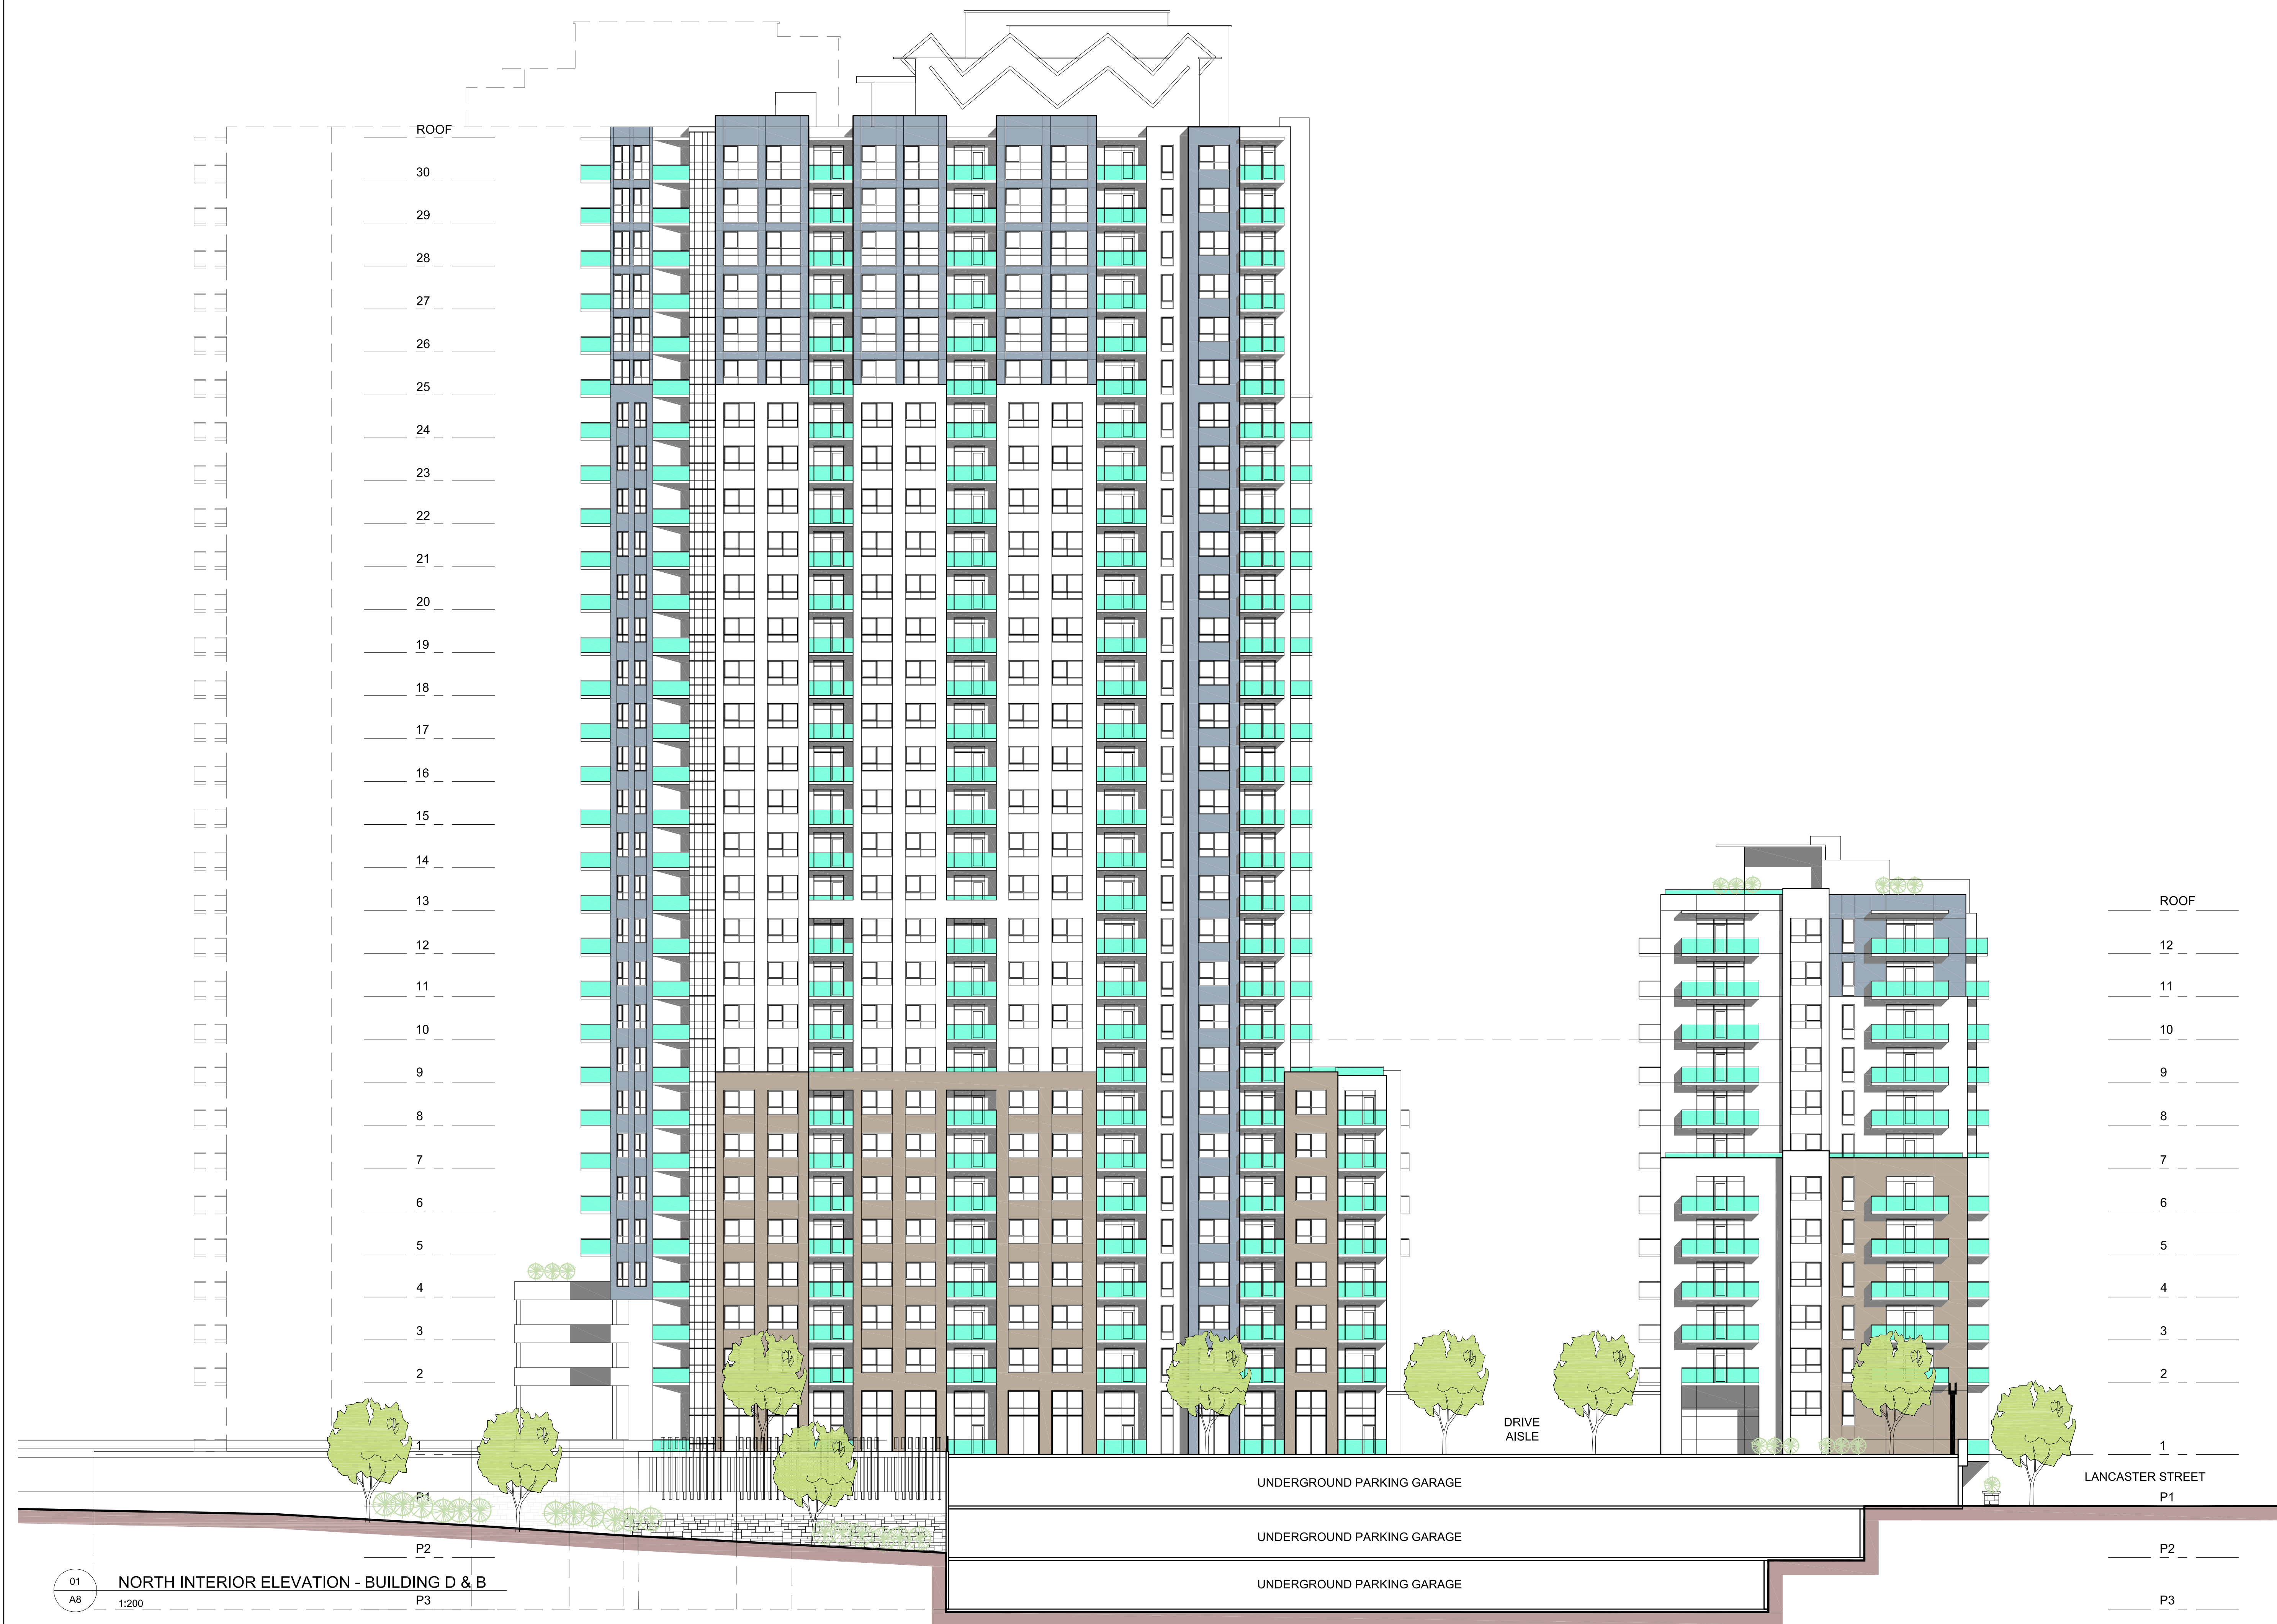 ROOF
30
29
28
27
26
25
24
23
22
21
20
19
18
17
16
15
14
13
12
11
10
9
8
7
6
5
4
3
2
1
P1
P2
P3
ROOF
12
11
10
9
8
7
6
5
4
3
2
1
LANCASTER STREET
P1
P2
P3
DRIVE
AISLE
UNDERGROUND PARKING GARAGE
UNDERGROUND PARKING GARAGE
UNDERGROUND PARKING GARAGE
01
A8
NORTH INTERIOR ELEVATION - BUILDING D & B
1:200